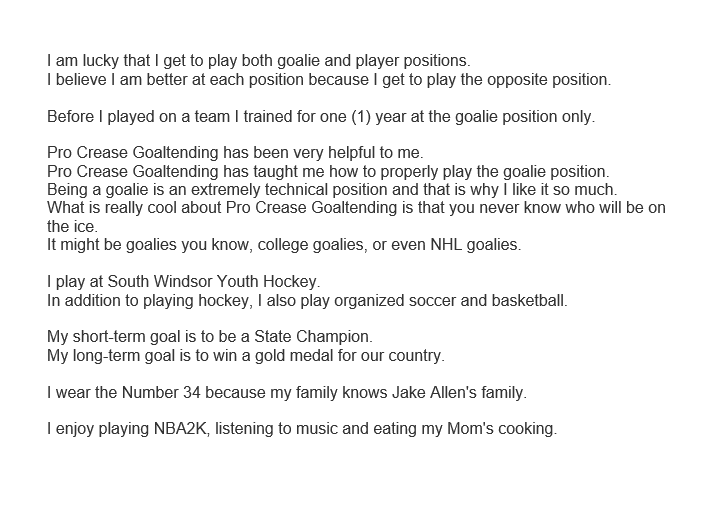 I am lucky that I get to play both goalie and player positions.
I believe I am better at each position because I get to play the opposite position.
Before I played on a team I trained for one (1) year at the goalie position only.
Pro Crease Goaltending has been very helpful to me.
Pro Crease Goaltending has taught me how to properly play the goalie position.
Being a goalie is an extremely technical position and that is why I like it so much.
What is really cool about Pro Crease Goaltending is that you never know who will be on
the ice.
It might be goalies you know, college goalies, or even NHL goalies.
I play at South Windsor Youth Hockey.
In addition to playing hockey, I also play organized soccer and basketball.
My short-term goal is to be a State Champion.
My long-term goal is to win a gold medal for our country.
I wear the Number 34 because my family knows Jake Allen's family.
I enjoy playing NBA2K, listening to music and eating my Mom's cooking.